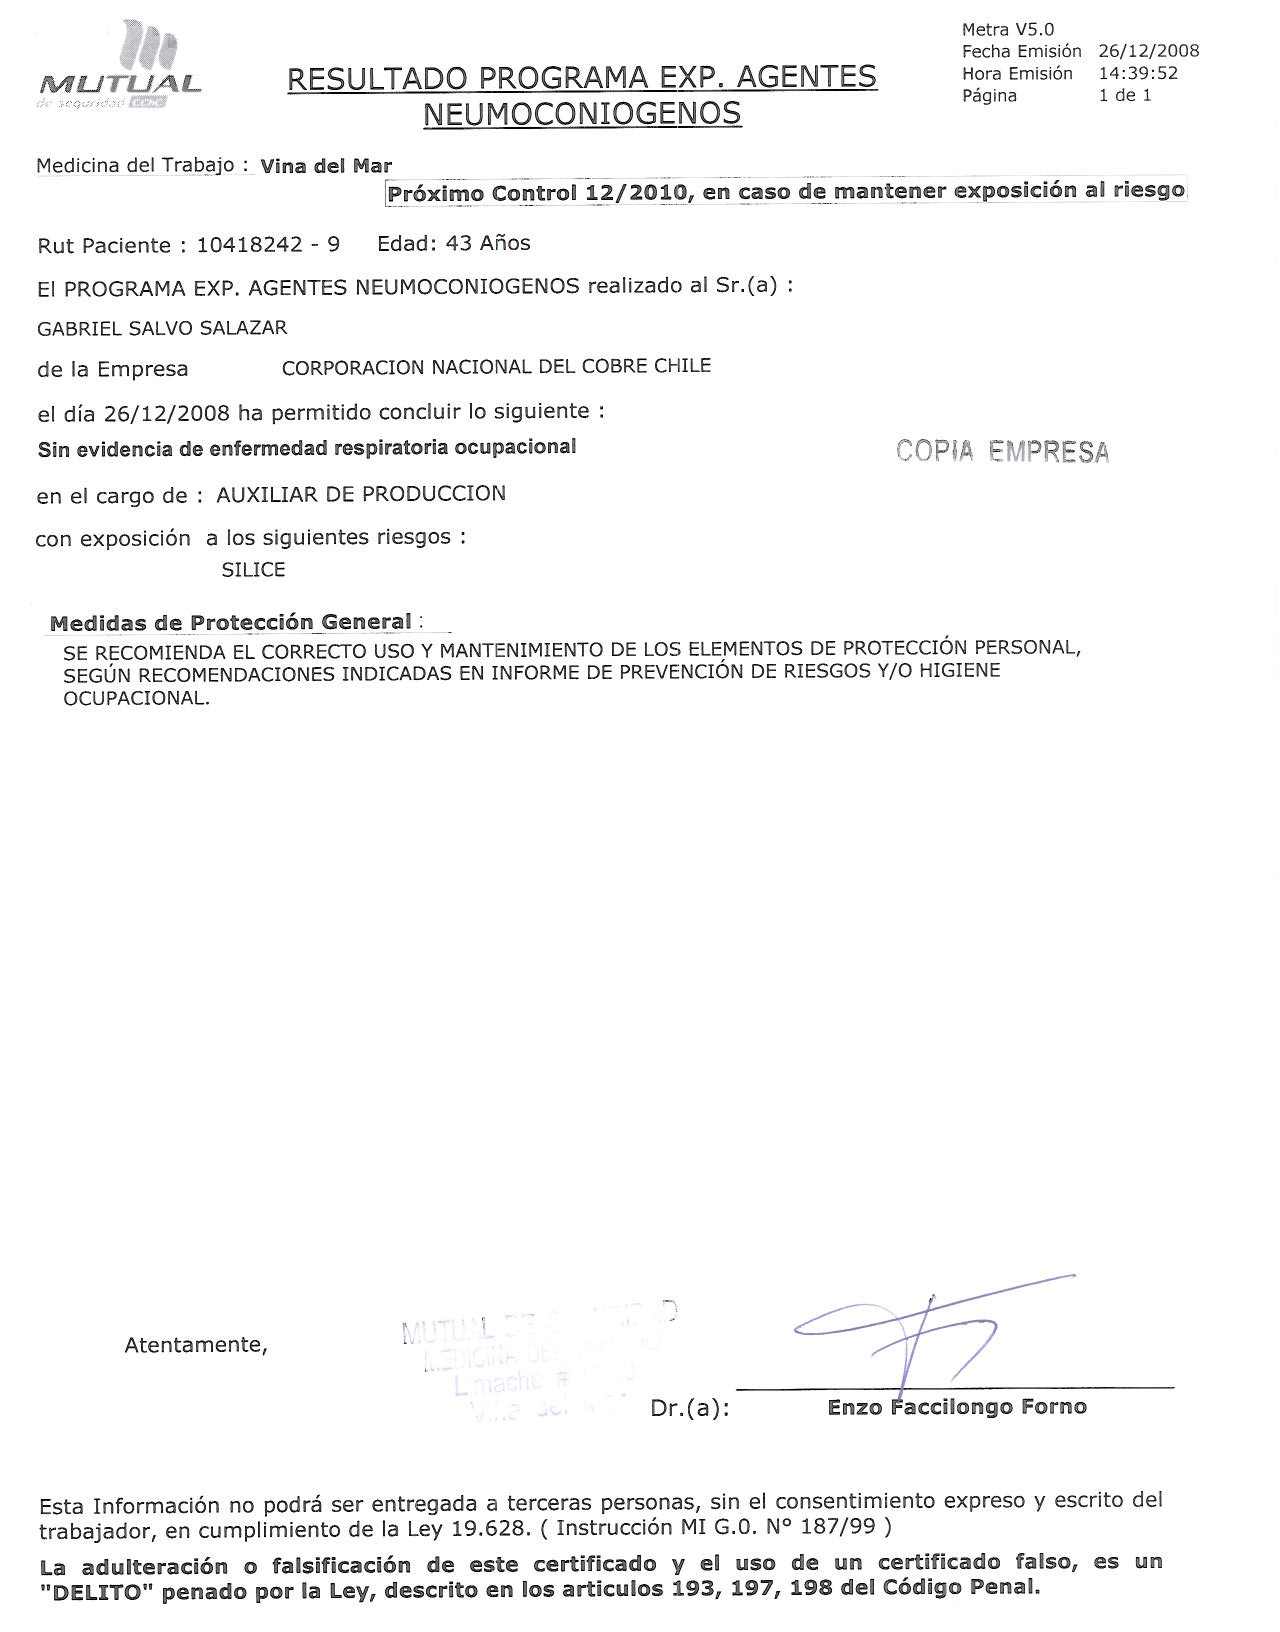 MUTUAL
de seguridad CChC
RESULTADO PROGRAMA EXP. AGENTES
NEUMOCONIOGENOS
Metra V5.0
Fecha Emisión 26/12/2008
Hora Emisión 14:39:52
Página 1 de 1
Medicina del Trabajo : Vina del Mar
Próximo Control 12/2010, en caso de mantener exposición al riesgo
Rut Paciente : 10418242 - 9 Edad: 43 Años
El PROGRAMA EXP. AGENTES NEUMOCONIOGENOS realizado al Sr.(a) :
GABRIEL SALVO SALAZAR
de la Empresa CORPORACION NACIONAL DEL COBRE CHILE
el día 26/12/2008 ha permitido concluir lo siguiente :
Sin evidencia de enfermedad respiratoria ocupacional
COPIA EMPRESA
en el cargo de : AUXILIAR DE PRODUCCION
con exposición a los siguientes riesgos :
SILICE
Medidas de Protección General :
SE RECOMIENDA EL CORRECTO USO Y MANTENIMIENTO DE LOS ELEMENTOS DE PROTECCIÓN PERSONAL,
SEGÚN RECOMENDACIONES INDICADAS EN INFORME DE PREVENCIÓN DE RIESGOS Y/O HIGIENE
OCUPACIONAL.
Atentamente,
MUTUAL DE
MEDICINA DEL
Limache #
Viña del
Dr.(a): Enzo Faccilongo Forno
Esta Información no podrá ser entregada a terceras personas, sin el consentimiento expreso y escrito del
trabajador, en cumplimiento de la Ley 19.628. ( Instrucción MI G.0. Nº 187/99 )
La adulteración o falsificación de este certificado y el uso de un certificado falso, es un
"DELITO" penado por la Ley, descrito en los articulos 193, 197, 198 del Código Penal.